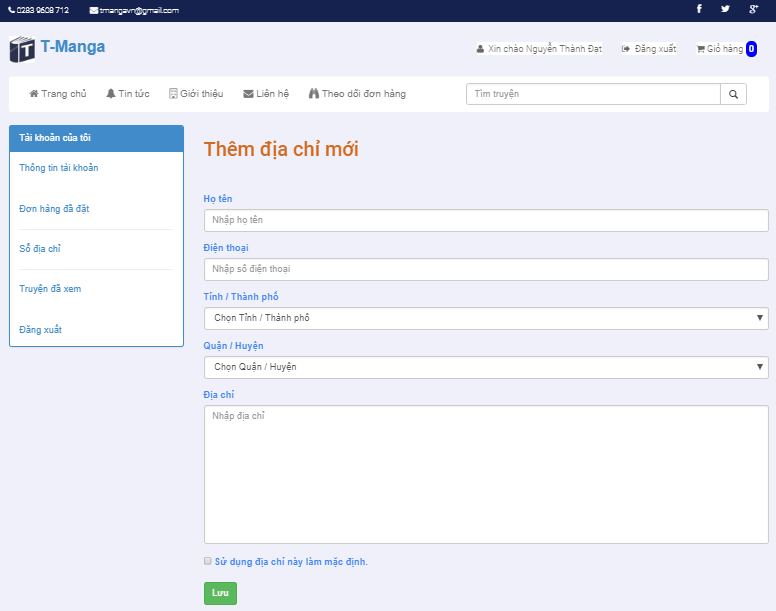 0283 9608 712 tmangavn@gmail.com
T-Manga
Xin chào Nguyễn Thành Đạt Đăng xuất Giỏ hàng 0
Trang chủ Tin tức Giới thiệu Liên hệ Theo dõi đơn hàng Tìm truyện
Tài khoản của tôi
Thông tin tài khoản
Đơn hàng đã đặt
Sổ địa chỉ
Truyện đã xem
Đăng xuất
Thêm địa chỉ mới
Họ tên
Nhập họ tên
Điện thoại
Nhập số điện thoại
Tỉnh / Thành phố
Chọn Tỉnh / Thành phố
Quận / Huyện
Chọn Quận / Huyện
Địa chỉ
Nhập địa chỉ
Sử dụng địa chỉ này làm mặc định.
Lưu